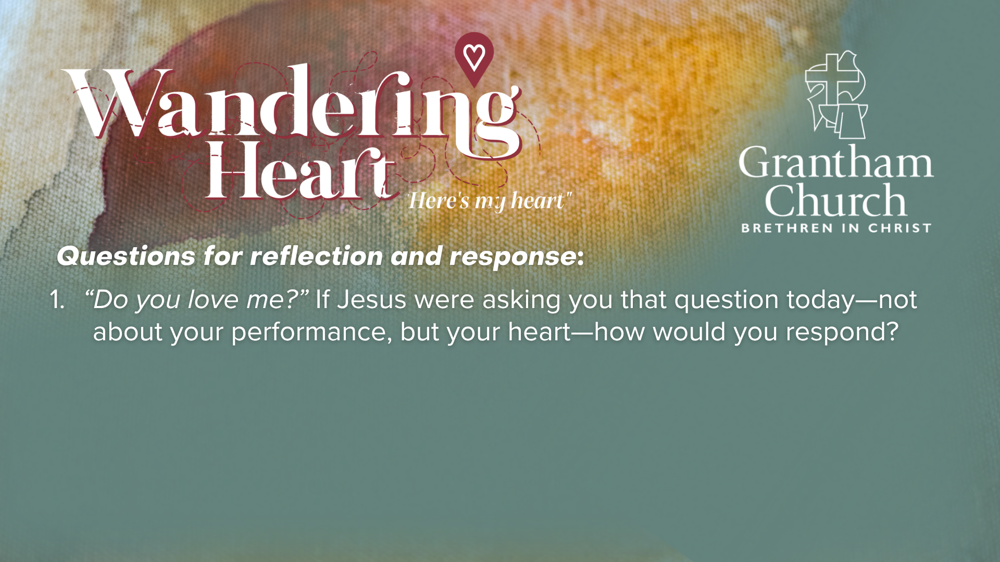 Wandering
Heart
"Here's my heart"
Grantham
Church
BRETHREN IN CHRIST
Questions for reflection and response:
1. “Do you love me?” If Jesus were asking you that question today—not
about your performance, but your heart—how would you respond?